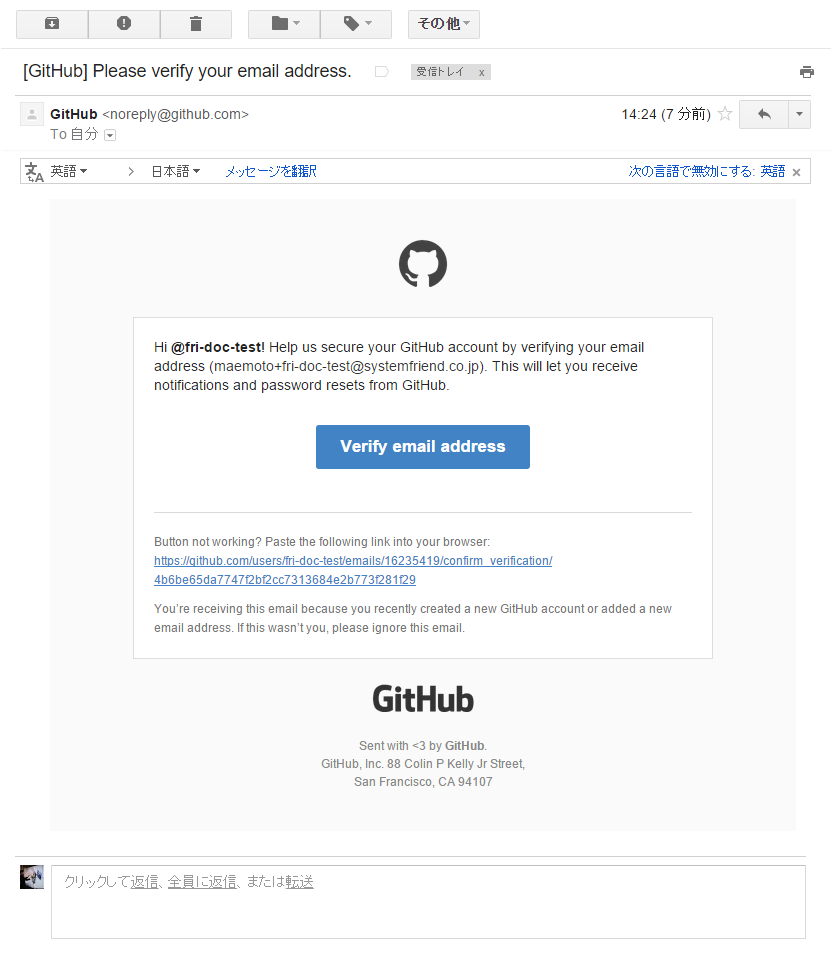 その他
[GitHub] Please verify your email address.
受信トレイ x
GitHub <noreply@github.com>
14:24 (7 分前)
To 自分
英語 > 日本語 メッセージを翻訳
次の言語で無効にする: 英語 ×
Hi @fri-doc-test! Help us secure your GitHub account by verifying your email
address (maemoto+fri-doc-test@systemfriend.co.jp). This will let you receive
notifications and password resets from GitHub.
Verify email address
Button not working? Paste the following link into your browser:
https://github.com/users/fri-doc-test/emails/16235419/confirm_verification/
4b6be65da7747f2bf2cc7313684e2b773f281f29
You’re receiving this email because you recently created a new GitHub account or added a new
email address. If this wasn’t you, please ignore this email.
GitHub
Sent with <3 by GitHub.
GitHub, Inc. 88 Colin P Kelly Jr Street,
San Francisco, CA 94107
クリックして返信、全員に返信、または転送